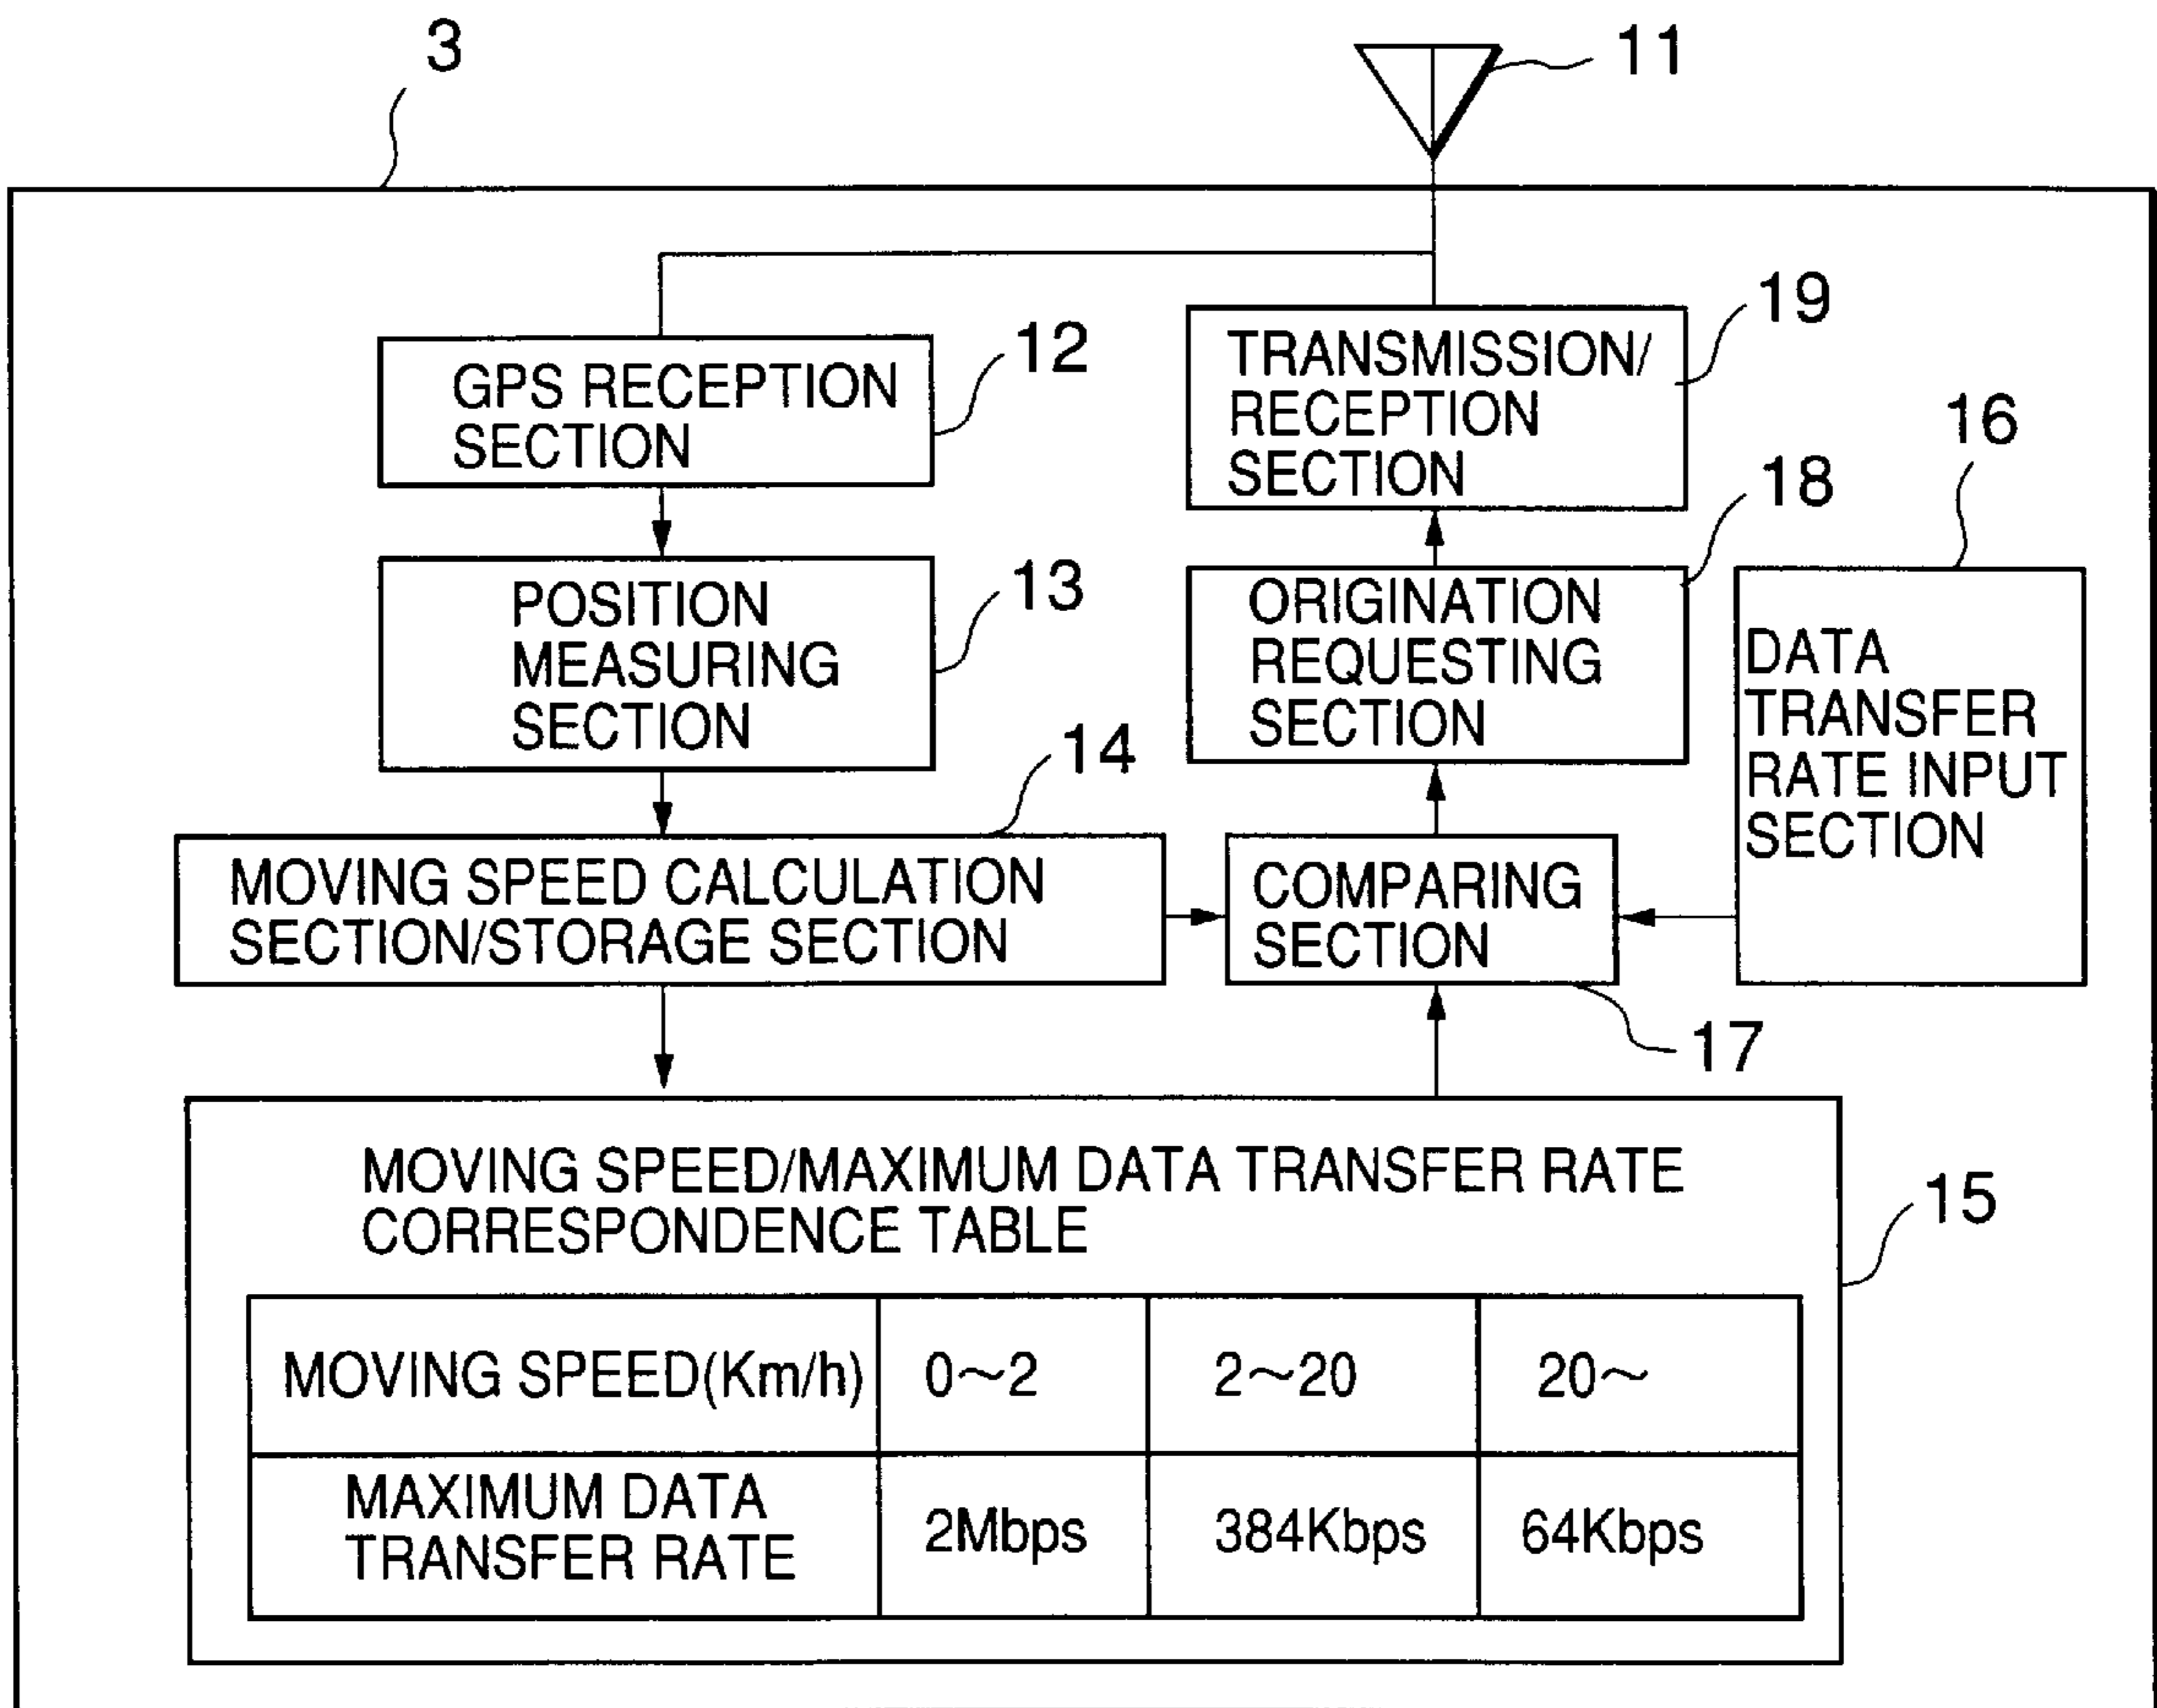 3
11
GPS RECEPTION
SECTION
12
TRANSMISSION/
RECEPTION
SECTION
19
POSITION
MEASURING
SECTION
13
ORIGINATION
REQUESTING
SECTION
18
16
DATA
TRANSFER
RATE INPUT
SECTION
14
MOVING SPEED CALCULATION
SECTION/STORAGE SECTION
COMPARING
SECTION
17
MOVING SPEED/MAXIMUM DATA TRANSFER RATE
CORRESPONDENCE TABLE
15
MOVING SPEED(Km/h) 0~2 2~20 20~
MAXIMUM DATA
TRANSFER RATE
2Mbps 384Kbps 64Kbps